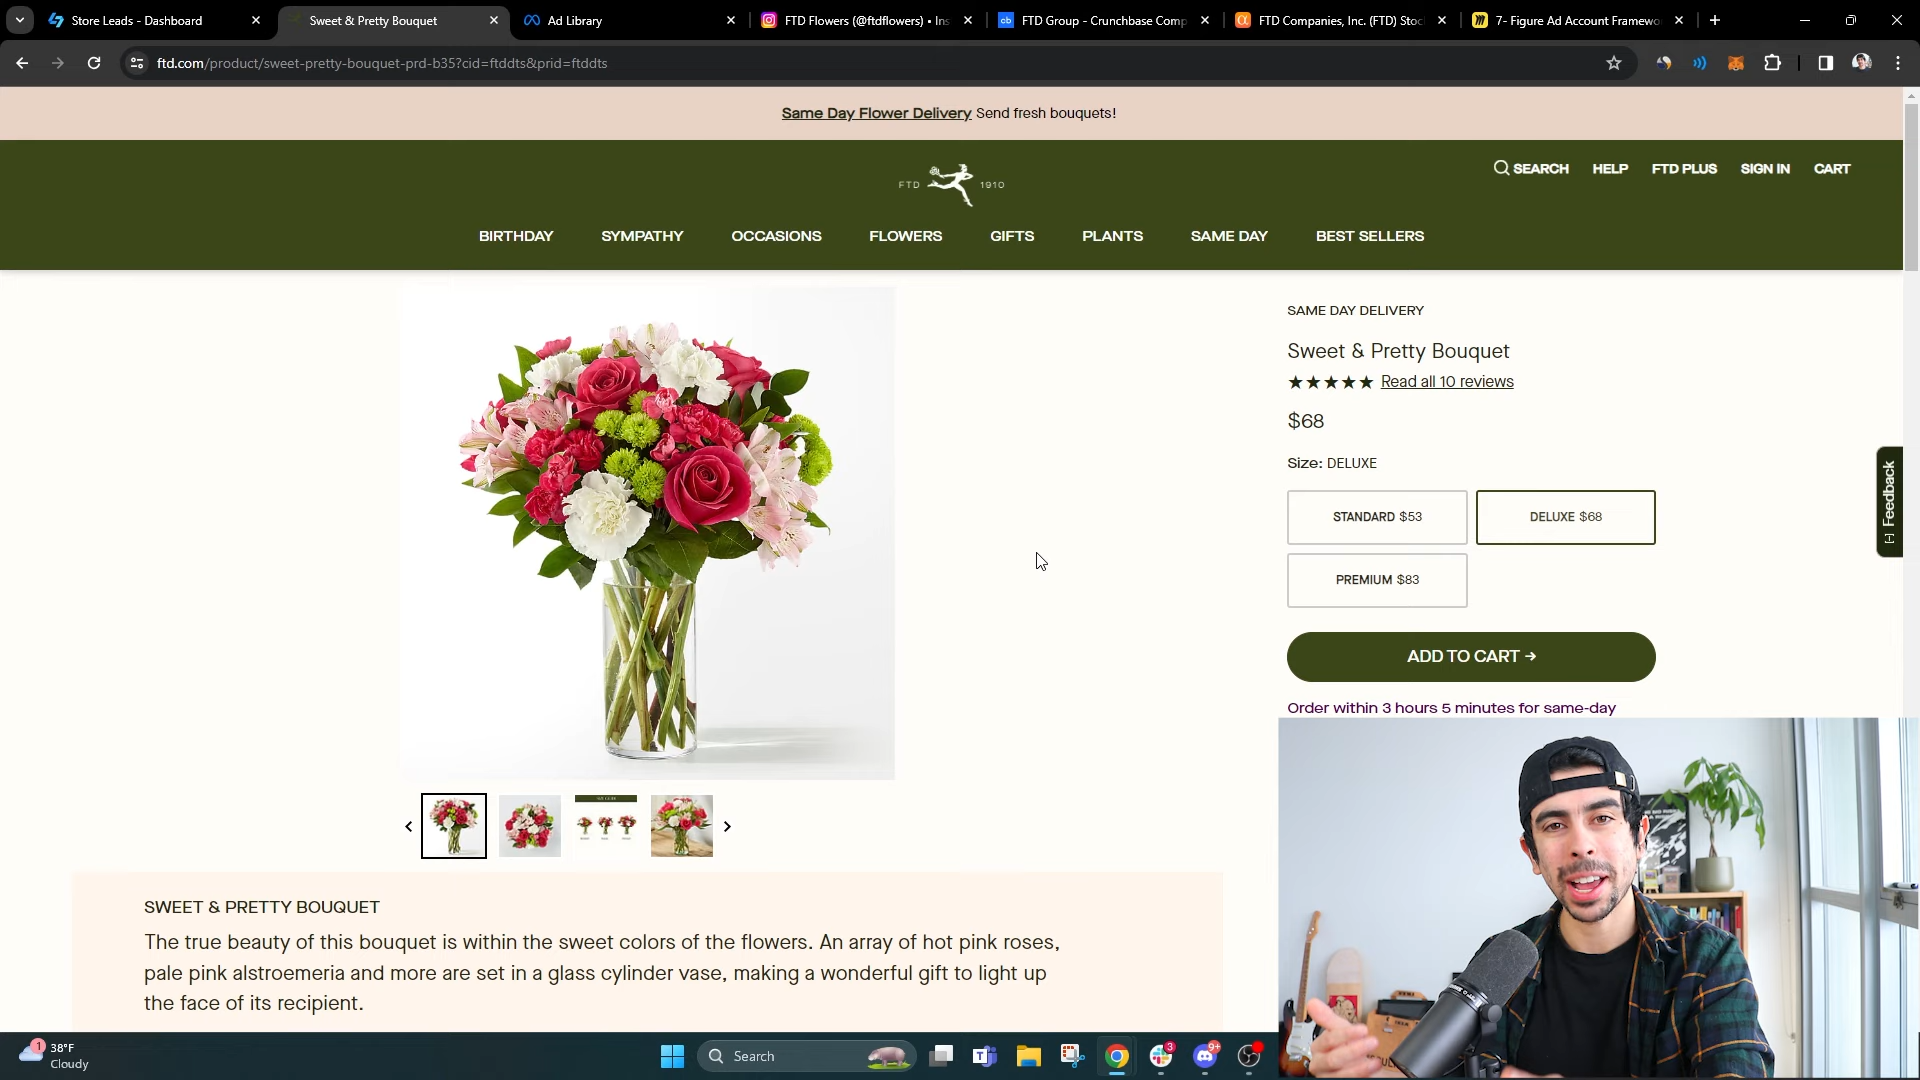 Store Leads - Dashboard
Sweet & Pretty Bouquet
Ad Library
FTD Flowers (@ftdflowers) • Ins
FTD Group - Crunchbase Comp
FTD Companies, Inc. (FTD) Stoc
7- Figure Ad Account Framewo
ftd.com/product/sweet-pretty-bouquet-prd-b35?cid=ftddts&prid=ftddts
Same Day Flower Delivery Send fresh bouquets!
FTD 1910
SEARCH HELP FTD PLUS SIGN IN CART
BIRTHDAY SYMPATHY OCCASIONS FLOWERS GIFTS PLANTS SAME DAY BEST SELLERS
SAME DAY DELIVERY
Sweet & Pretty Bouquet
★★★★★ Read all 10 reviews
$68
Size: DELUXE
STANDARD $53
DELUXE $68
PREMIUM $83
ADD TO CART →
Order within 3 hours 5 minutes for same-day
[-] Feedback
SWEET & PRETTY BOUQUET
The true beauty of this bouquet is within the sweet colors of the flowers. An array of hot pink roses,
pale pink alstroemeria and more are set in a glass cylinder vase, making a wonderful gift to light up
the face of its recipient.
1
38°F
Cloudy
Search
3
9+